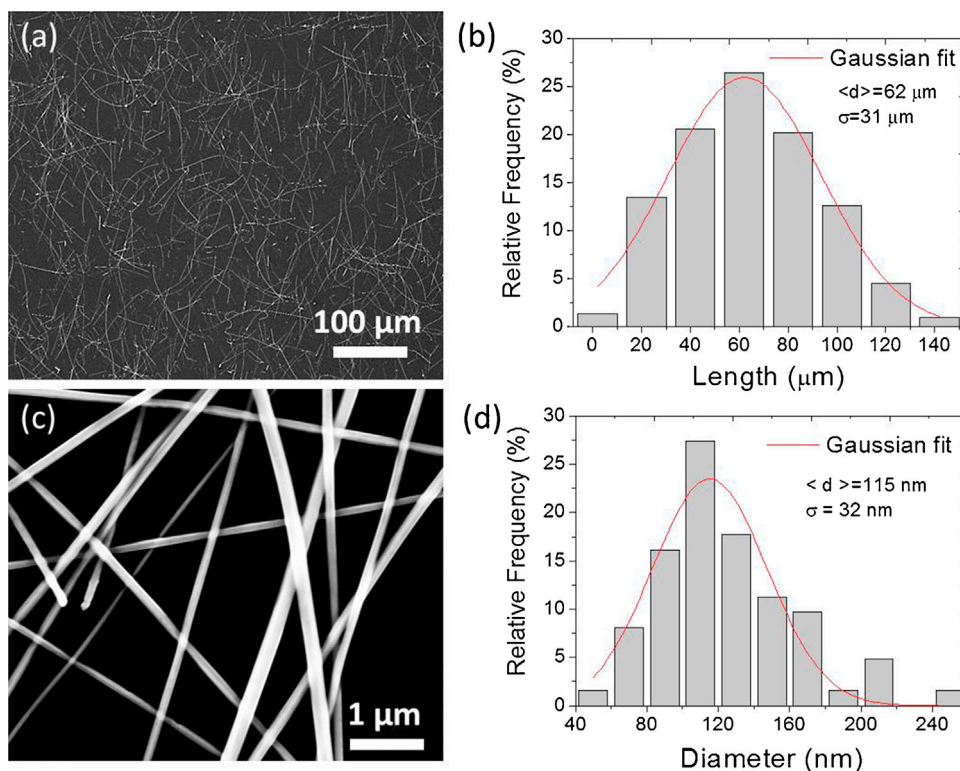 (a)
100 μm
(b)
30
25
20
15
10
5
0
Relative Frequency (%)
Gaussian fit
<d>=62 μm
σ=31 μm
0 20 40 60 80 100 120 140
Length (μm)
(c)
1 μm
(d)
30
25
20
15
10
5
0
Relative Frequency (%)
Gaussian fit
< d >=115 nm
σ = 32 nm
40 80 120 160 200 240
Diameter (nm)